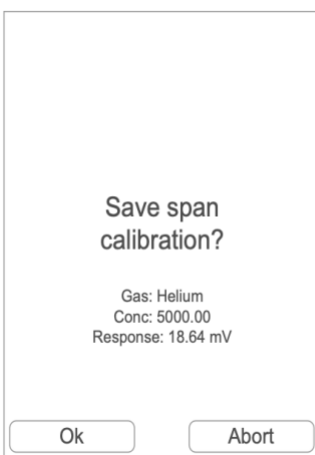 Save span
calibration?
Gas: Helium
Conc: 5000.00
Response: 18.64 mV
Ok
Abort